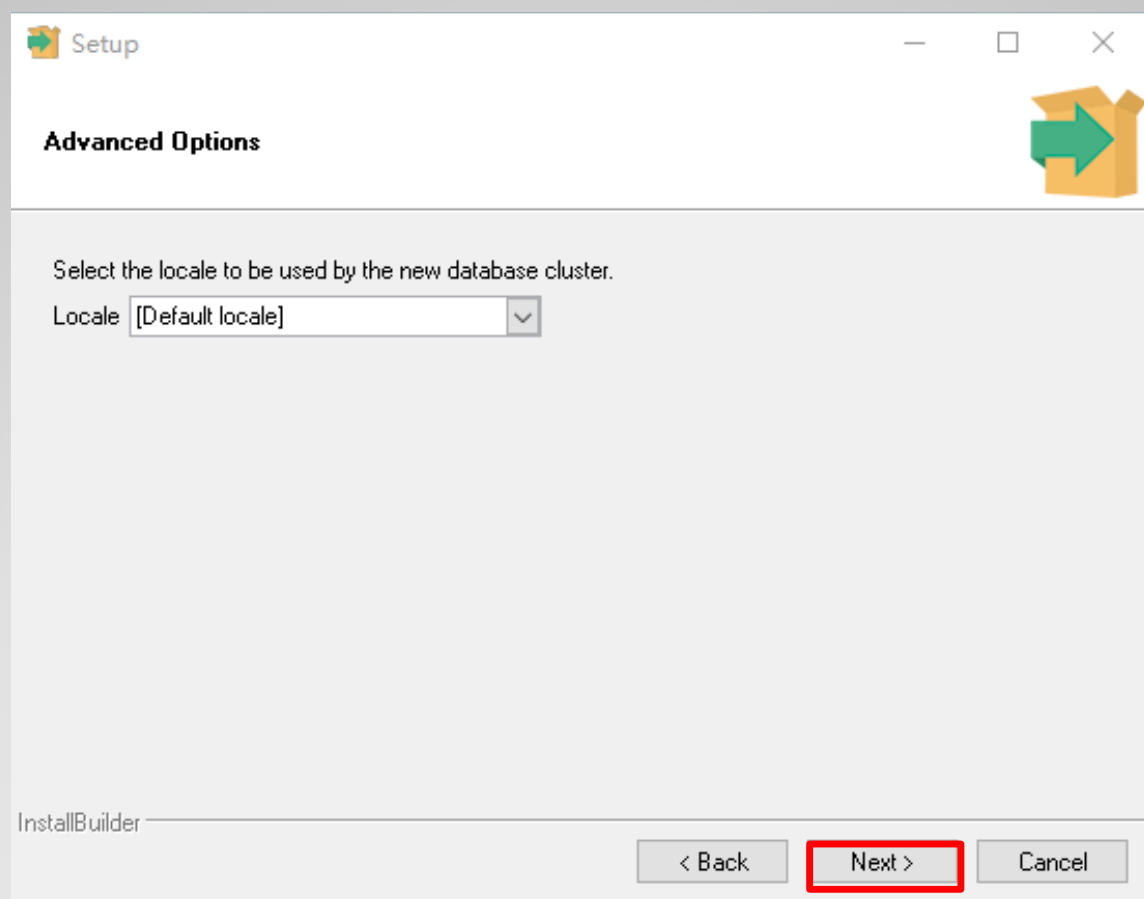 Setup
Advanced Options
Select the locale to be used by the new database cluster.
Locale [Default locale]
InstallBuilder
< Back Next > Cancel